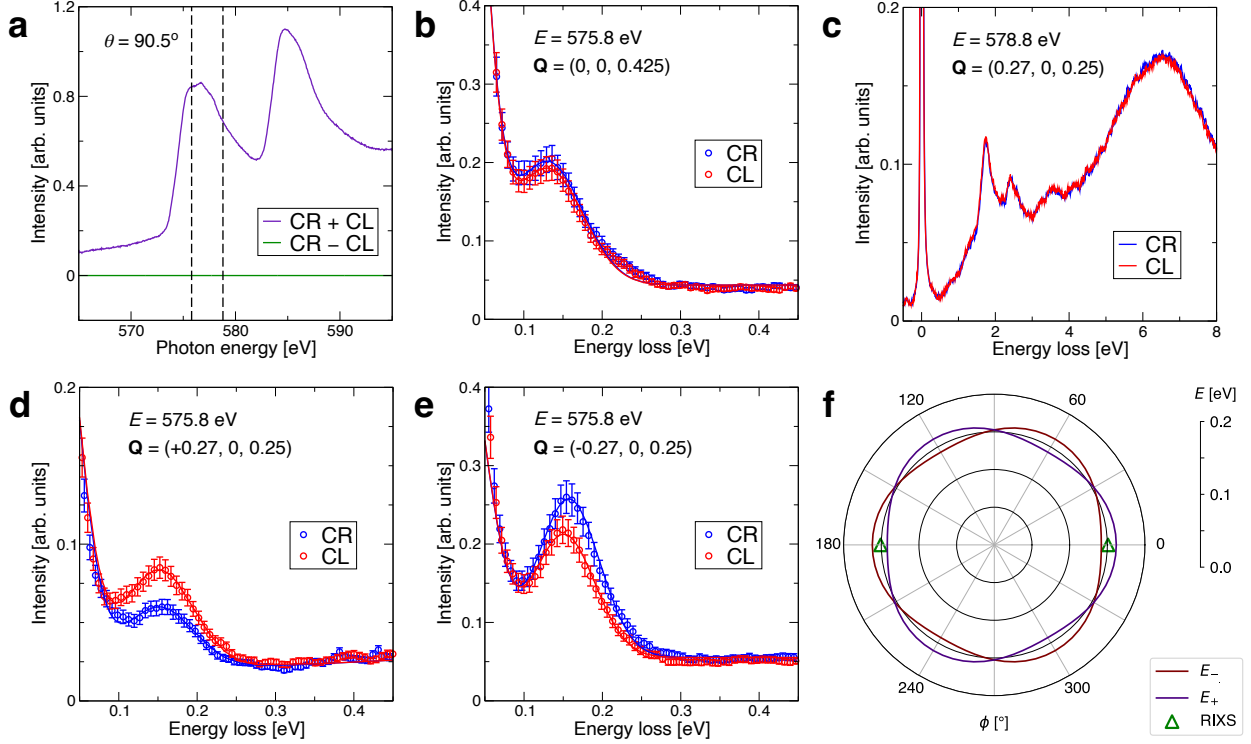 a
θ = 90.5°
CR + CL
CR − CL
Intensity [arb. units]
1.2
0.8
0.4
0
570
580
590
Photon energy [eV]
b
E = 575.8 eV
Q = (0, 0, 0.425)
CR
CL
Intensity [arb. units]
0.4
0.3
0.2
0.1
0
0.1
0.2
0.3
0.4
Energy loss [eV]
c
E = 578.8 eV
Q = (0.27, 0, 0.25)
CR
CL
Intensity [arb. units]
0.2
0.1
0
0
2
4
6
8
Energy loss [eV]
d
E = 575.8 eV
Q = (+0.27, 0, 0.25)
CR
CL
Intensity [arb. units]
0.2
0.1
0
0.1
0.2
0.3
0.4
Energy loss [eV]
e
E = 575.8 eV
Q = (-0.27, 0, 0.25)
CR
CL
Intensity [arb. units]
0.4
0.3
0.2
0.1
0
0.1
0.2
0.3
0.4
Energy loss [eV]
f
120
60
180
0
240
300
ϕ [°]
E [eV]
0.2
0.1
0.0
E−
E+
RIXS